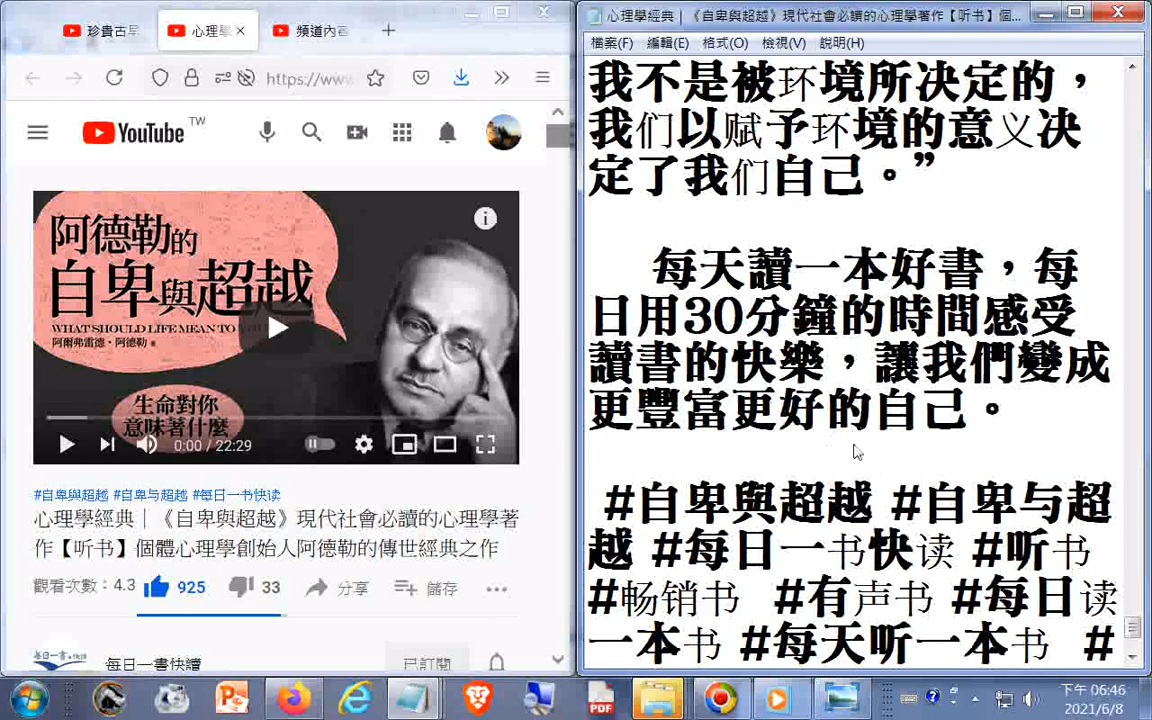 珍貴古早
心理學
頻道內容
https://www.
YouTube TW
阿德勒的
自卑與超越
WHAT SHOULD LIFE MEAN TO
阿爾弗雷德・阿德勒 著
生命對你
意味著什麼
0:00 / 22:29
#自卑與超越 #自卑与超越 #每日一书快读
心理學經典｜《自卑與超越》現代社會必讀的心理學著
作【听书】個體心理學創始人阿德勒的傳世經典之作
觀看次數：4.3
925
33
分享
儲存
每日一書快讀
每日一書快讀
已訂閱
心理學經典｜《自卑與超越》現代社會必讀的心理學著作【听书】個...
檔案(F) 編輯(E) 格式(O) 檢視(V) 說明(H)
我不是被环境所决定的，
我们以赋予环境的意义决
定了我们自己。”
每天讀一本好書，每
日用30分鐘的時間感受
讀書的快樂，讓我們變成
更豐富更好的自己。
#自卑與超越 #自卑与超
越 #每日一书快读 #听书
#畅销书 #有声书 #每日读
一本书 #每天听一本书 #
PDF
下午 06:46
2021/6/8